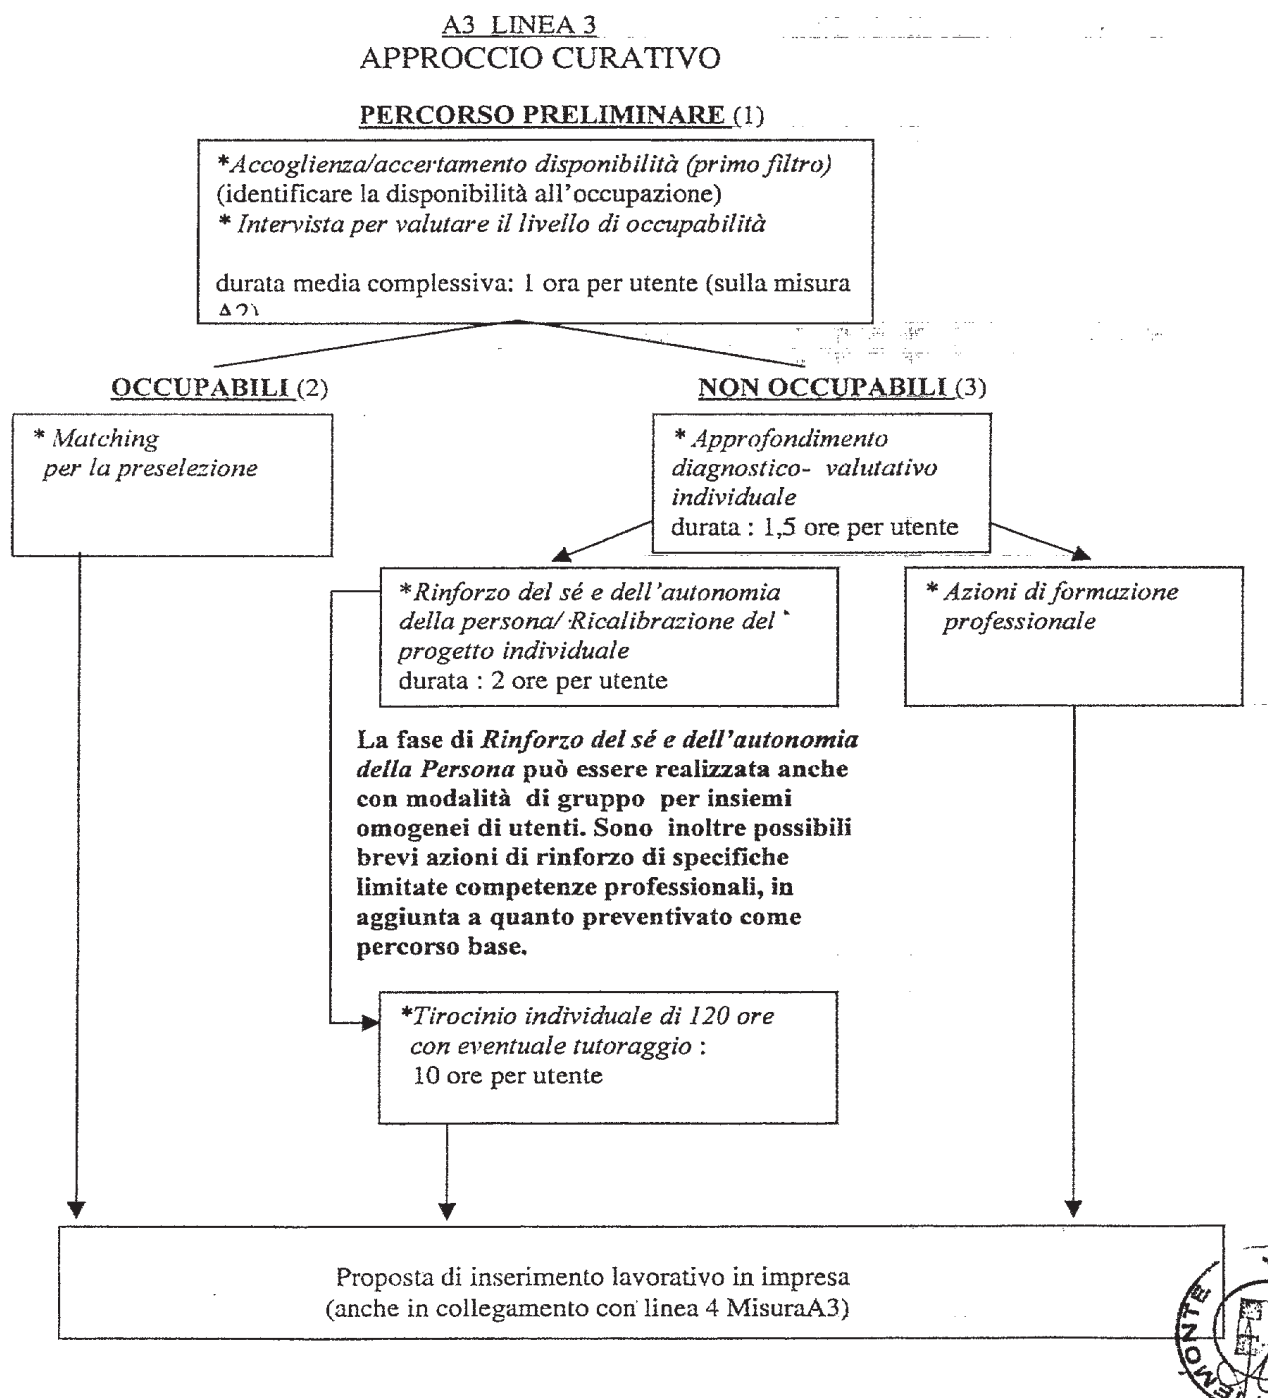 A3 LINEA 3
APPROCCIO CURATIVO
PERCORSO PRELIMINARE (1)
*Accoglienza/accertamento disponibilità (primo filtro)
(identificare la disponibilità all'occupazione)
* Intervista per valutare il livello di occupabilità
durata media complessiva: 1 ora per utente (sulla misura
A2)
OCCUPABILI (2)
* Matching
per la preselezione
NON OCCUPABILI (3)
* Approfondimento
diagnostico- valutativo
individuale
durata : 1,5 ore per utente
*Rinforzo del sé e dell'autonomia
della persona/ Ricalibrazione del
progetto individuale
durata : 2 ore per utente
* Azioni di formazione
professionale
La fase di Rinforzo del sé e dell'autonomia
della Persona può essere realizzata anche
con modalità di gruppo per insiemi
omogenei di utenti. Sono inoltre possibili
brevi azioni di rinforzo di specifiche
limitate competenze professionali, in
aggiunta a quanto preventivato come
percorso base.
*Tirocinio individuale di 120 ore
con eventuale tutoraggio :
10 ore per utente
Proposta di inserimento lavorativo in impresa
(anche in collegamento con linea 4 MisuraA3)
EMONTE